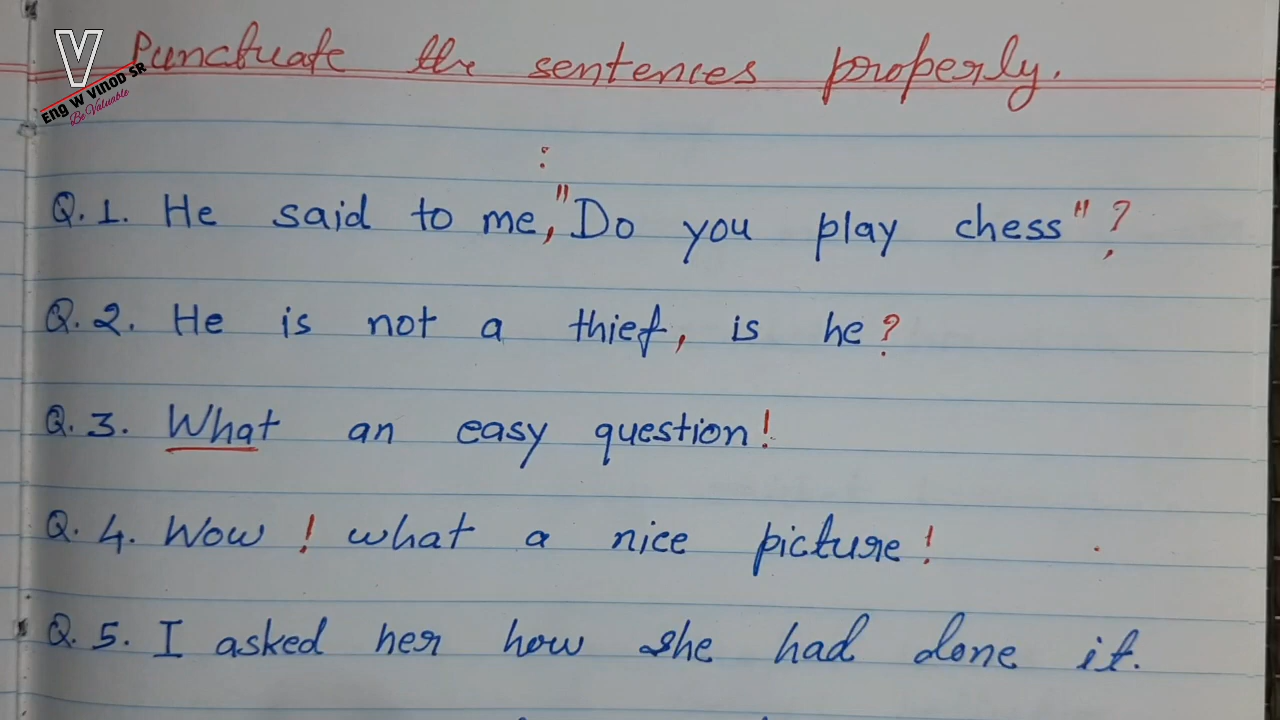 V
ENG W VINOD SR
Be Valuable
Punctuate the sentences properly.
:
Q.1. He said to me, "Do you play chess" ?
Q.2. He is not a thief, is he?
Q.3. What an easy question!
Q.4. Wow ! what a nice picture!
Q.5. I asked her how she had done it.